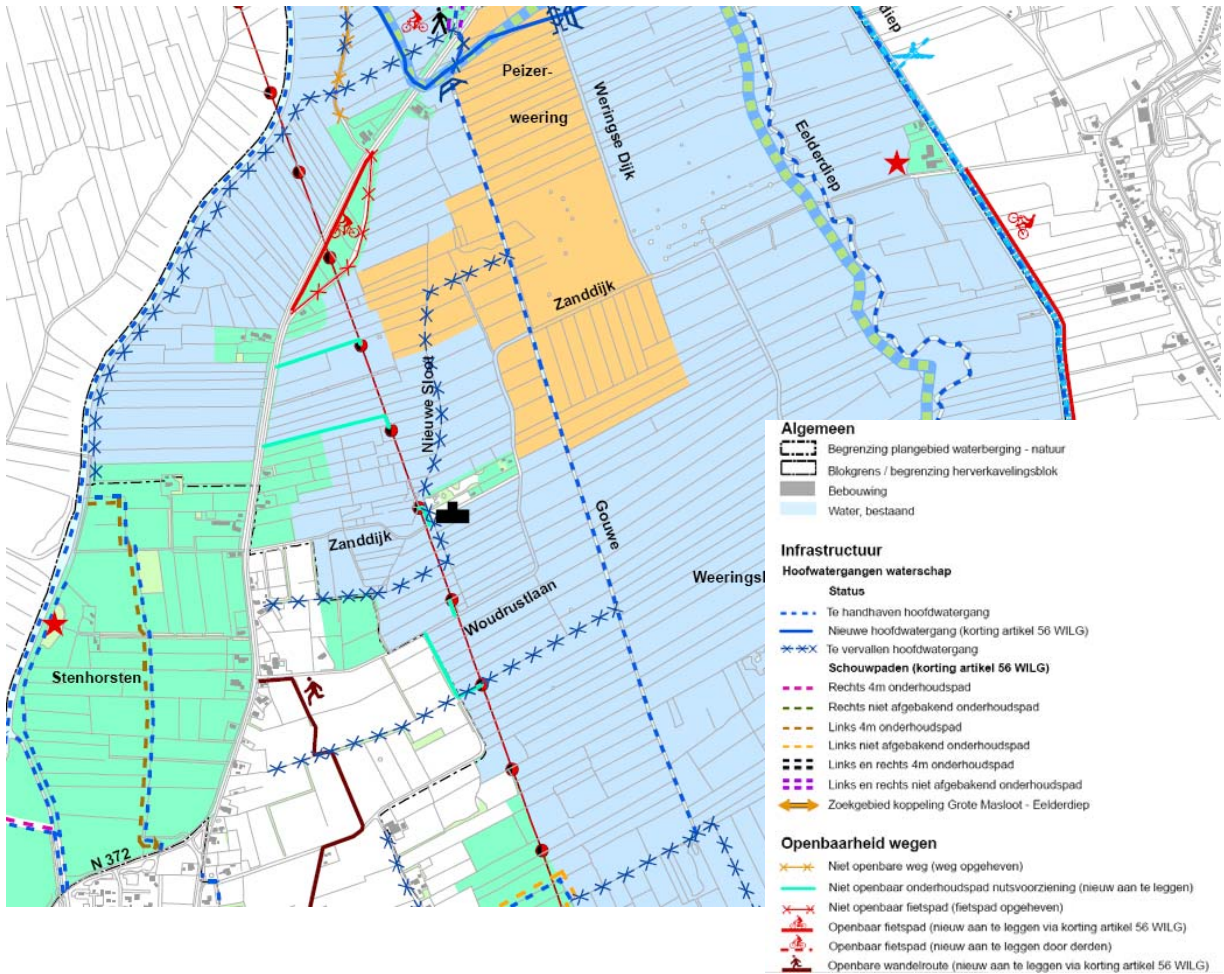 Peizer-
weering
Weringse Dijk
Eelderdiep
Zanddijk
Nieuwe Sloot
Gouwe
Zanddijk
Woudrustlaan
Stenhorsten
N 372
Algemeen
Begrenzing plangebied waterberging - natuur
Blokgrens / begrenzing herverkavelingsblok
Bebouwing
Water, bestaand
Infrastructuur
Hoofwatergangen waterschap
Status
Te handhaven hoofdwatergang
Nieuwe hoofdwatergang (korting artikel 56 WILG)
Te vervallen hoofdwatergang
Schouwpaden (korting artikel 56 WILG)
Rechts 4m onderhoudspad
Rechts niet afgebakend onderhoudspad
Links 4m onderhoudspad
Links niet afgebakend onderhoudspad
Links en rechts 4m onderhoudspad
Links en rechts niet afgebakend onderhoudspad
Zoekgebied koppeling Grote Masloot - Eelderdiep
Openbaarheid wegen
Niet openbare weg (weg opgeheven)
Niet openbaar onderhoudspad nutsvoorziening (nieuw aan te leggen)
Niet openbaar fietspad (fietspad opgeheven)
Openbaar fietspad (nieuw aan te leggen via korting artikel 56 WILG)
Openbaar fietspad (nieuw aan te leggen door derden)
Openbare wandelroute (nieuw aan te leggen via korting artikel 56 WILG)